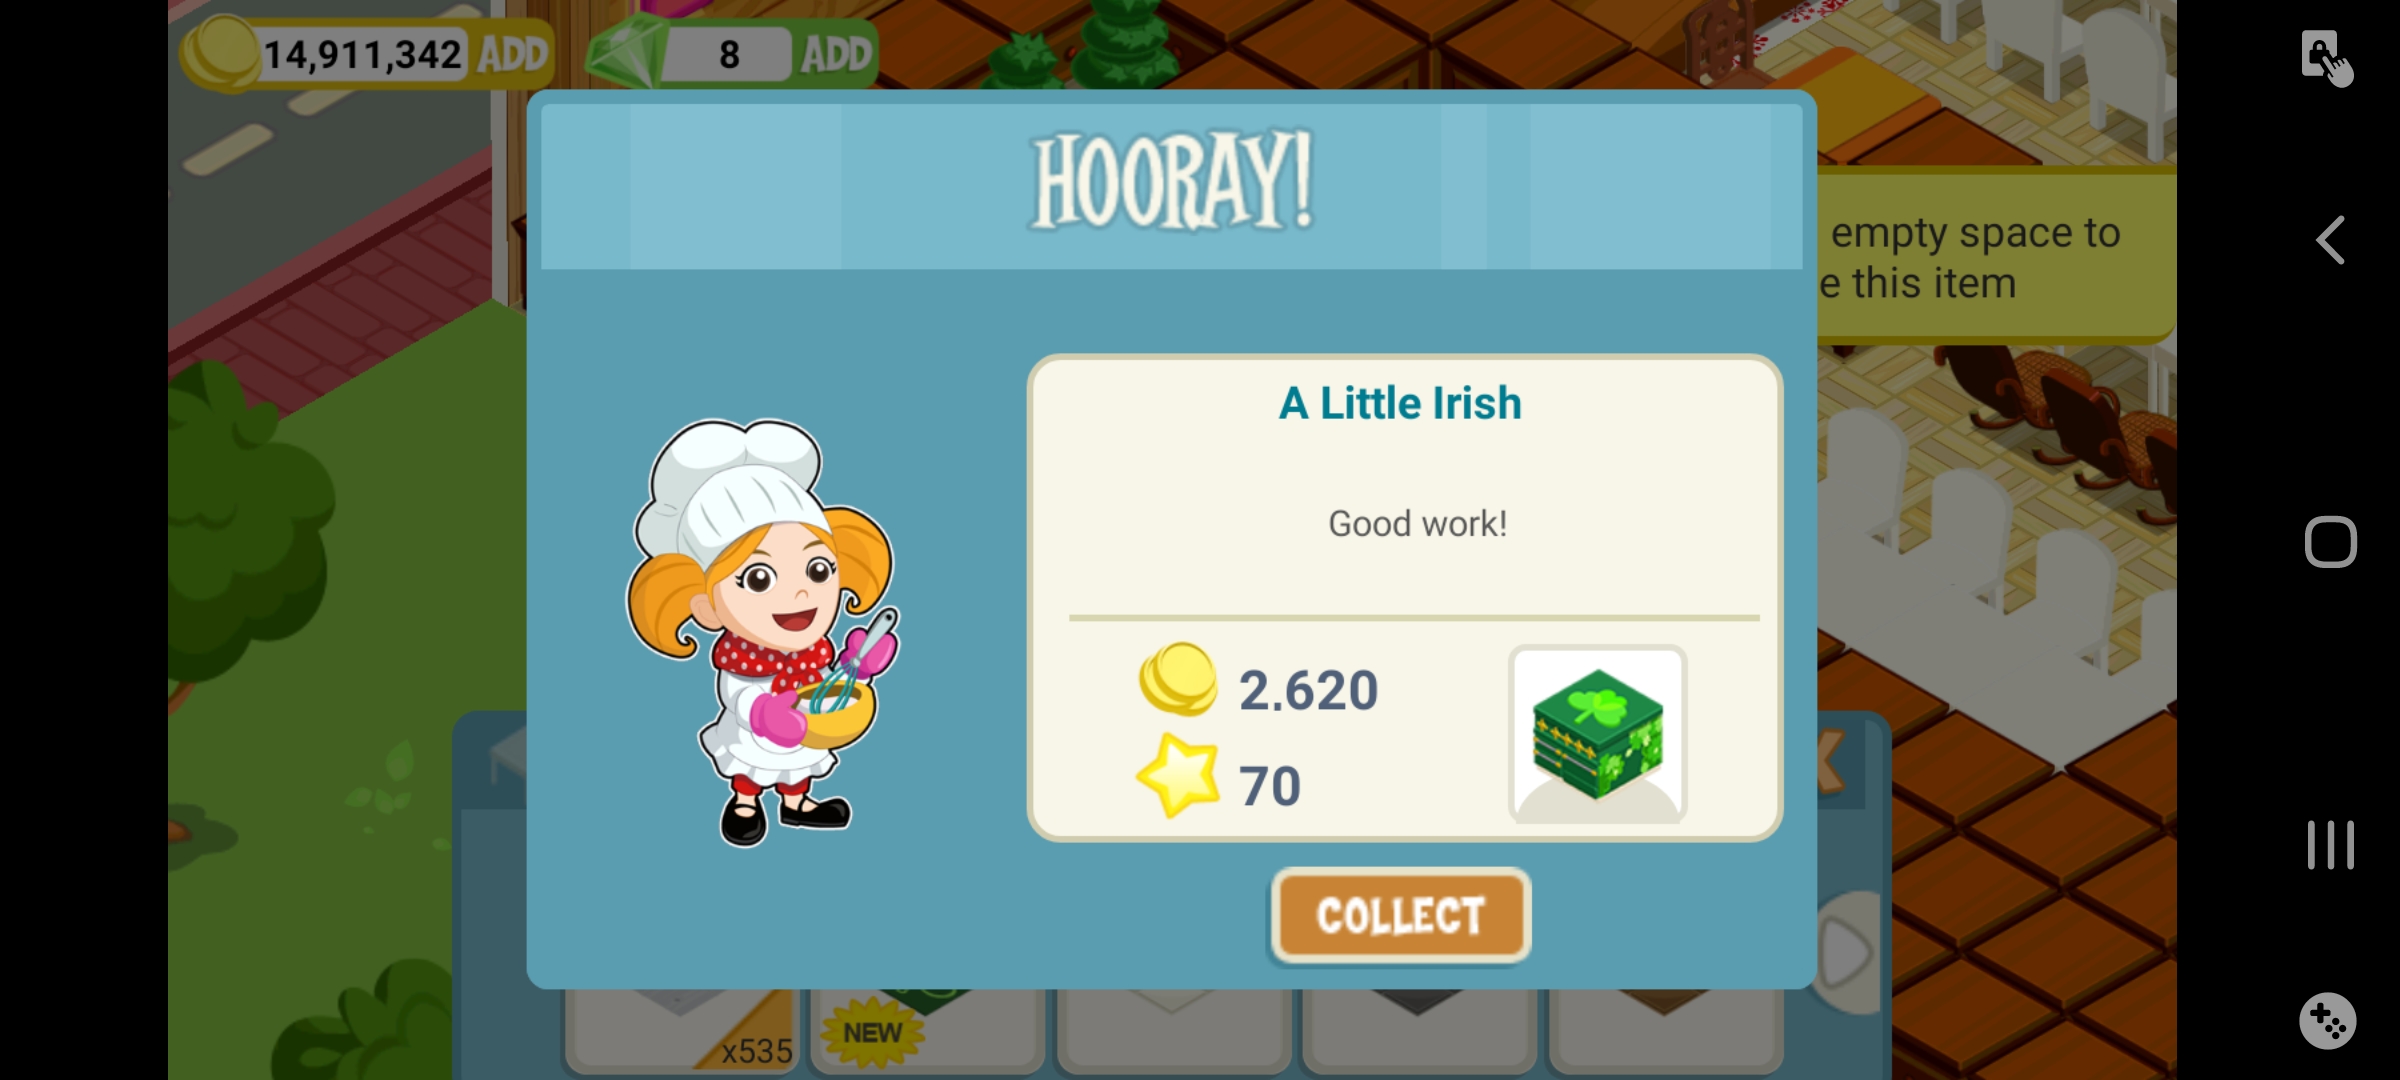 14,911,342 ADD
8 ADD
HOORAY!
empty space to
e this item
A Little Irish
Good work!
2,620
70
COLLECT
x535
NEW